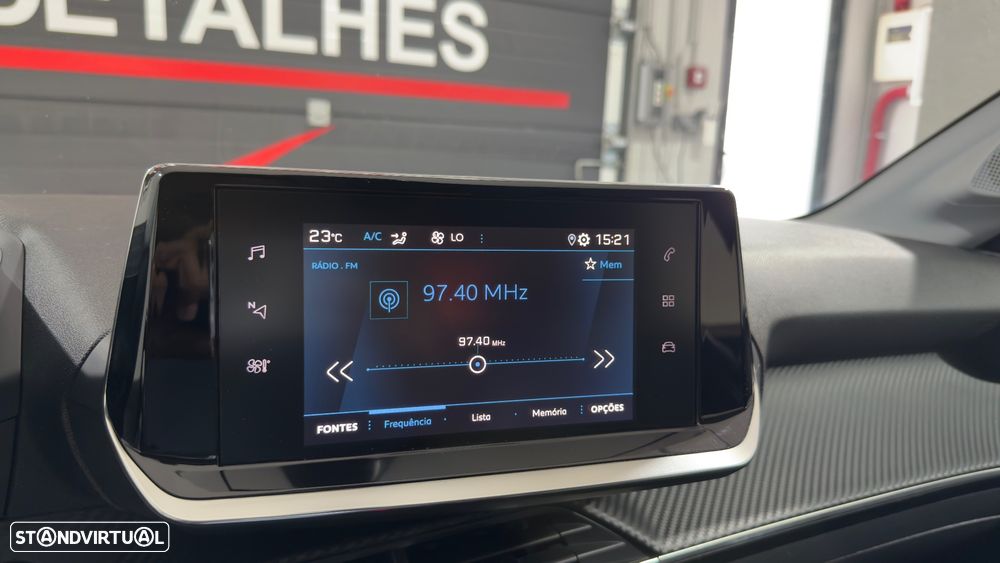 DETALHES
23°C A/C LO 15:21
RÁDIO . FM
Mem
97.40 MHz
N
97.40 MHz
FONTES Frequência Lista Memória OPÇÕES
STANDVIRTUAL